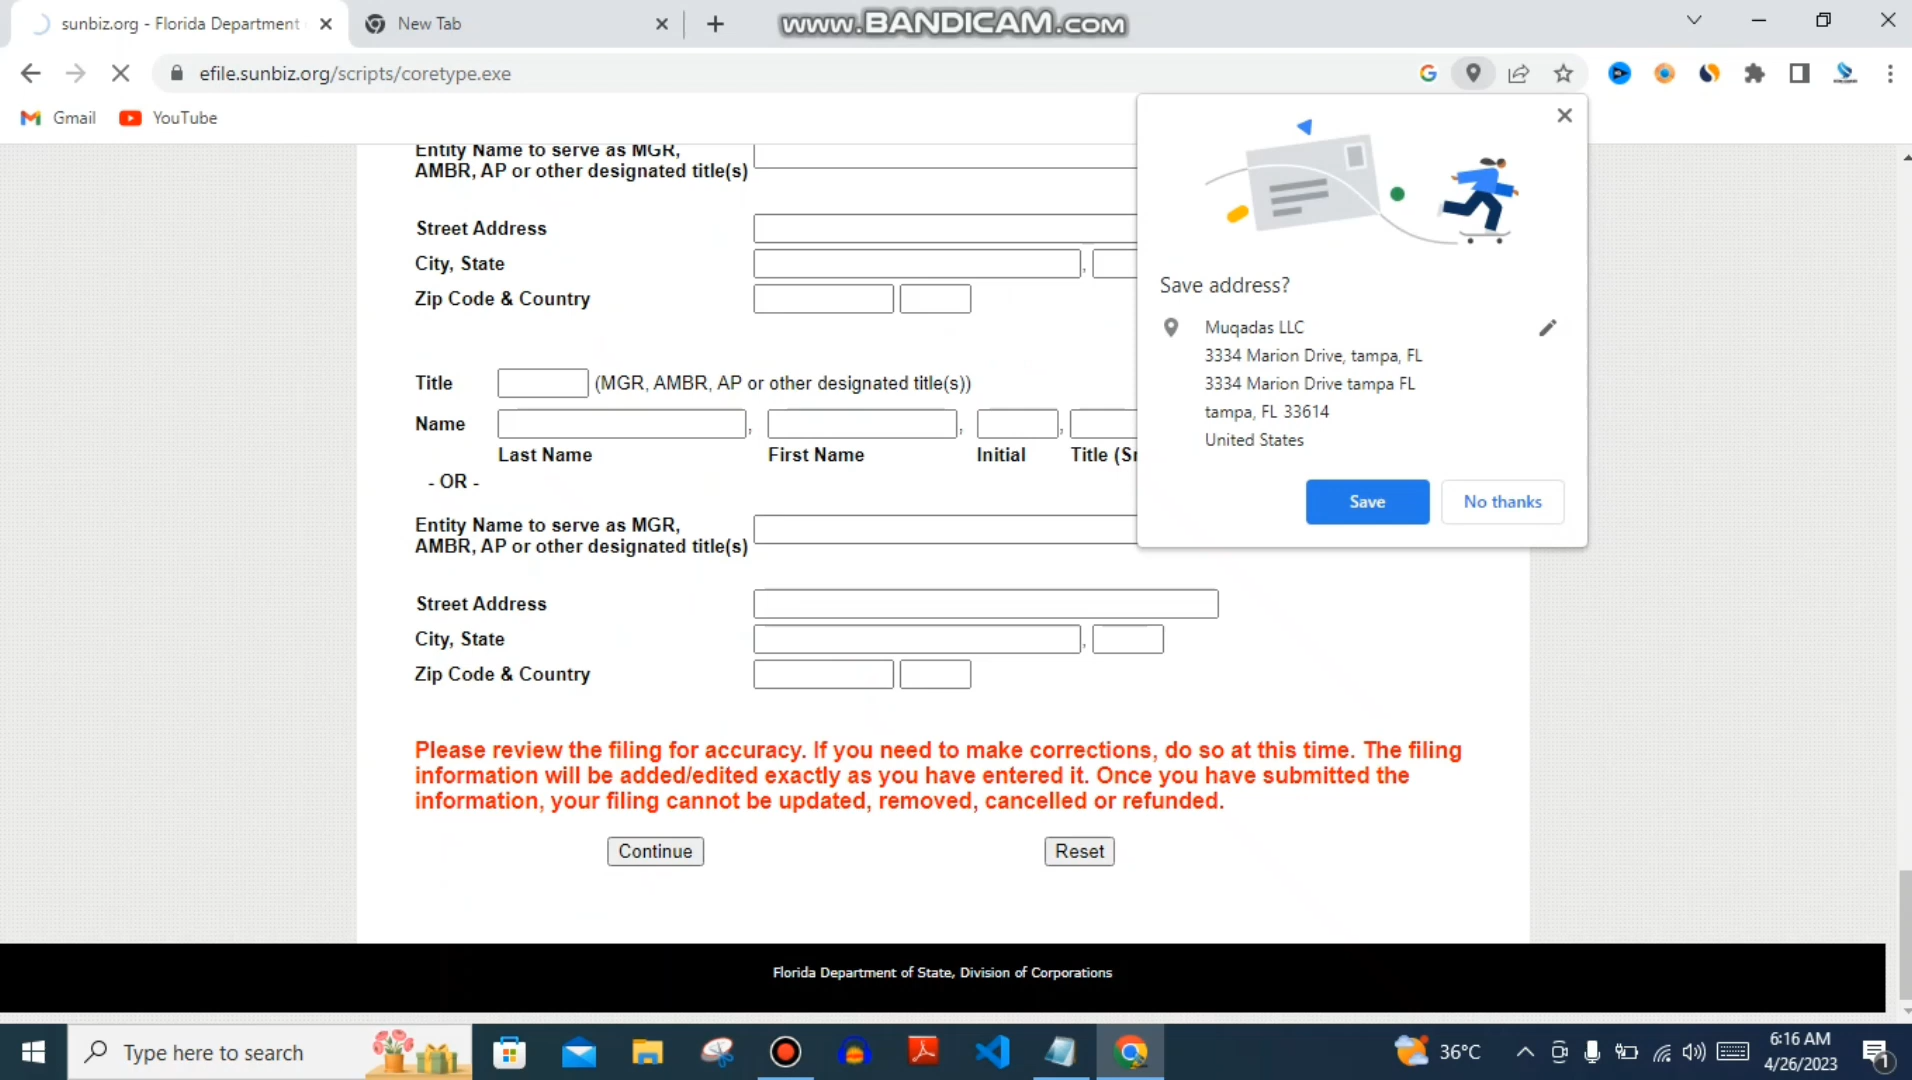 sunbiz.org - Florida Department
New Tab
www.BANDICAM.com
efile.sunbiz.org/scripts/coretype.exe
Gmail
YouTube
Entity Name to serve as MGR,
AMBR, AP or other designated title(s)
Street Address
City, State
,
Zip Code & Country
Title
(MGR, AMBR, AP or other designated title(s))
Name
, , ,
Last Name
First Name
Initial
Title (Sr
- OR -
Entity Name to serve as MGR,
AMBR, AP or other designated title(s)
Street Address
City, State
,
Zip Code & Country
Save address?
Muqadas LLC
3334 Marion Drive, tampa, FL
3334 Marion Drive tampa FL
tampa, FL 33614
United States
Save
No thanks
Please review the filing for accuracy. If you need to make corrections, do so at this time. The filing
information will be added/edited exactly as you have entered it. Once you have submitted the
information, your filing cannot be updated, removed, cancelled or refunded.
Continue
Reset
Florida Department of State, Division of Corporations
Type here to search
36°C
6:16 AM
4/26/2023
1